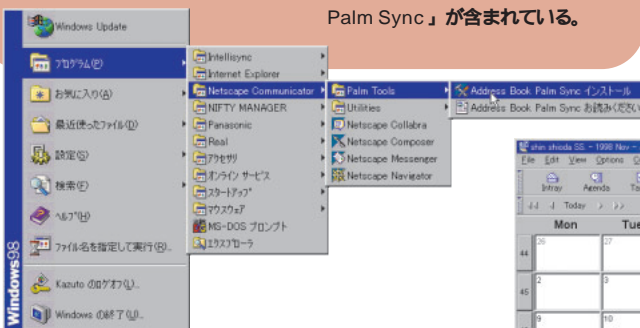 Palm Sync」が含まれている。
Windows Update
プログラム(P)
お気に入り(A)
最近使ったファイル(D)
設定(S)
検索(F)
ヘルプ(H)
ファイル名を指定して実行(R)...
Kazuto のログオフ(L)...
Windows の終了(U)...
Windows98
Intellisync
Internet Explorer
Netscape Communicator
NIFTY MANAGER
Panasonic
Real
アクセサリ
オンライン サービス
スタートアップ
マウスウェア
MS-DOS プロンプト
エクスプローラ
Palm Tools
Utilities
Netscape Collabra
Netscape Composer
Netscape Messenger
Netscape Navigator
Address Book Palm Sync インストール
Address Book Palm Sync お読みください
shin shioda SS. - 1998 Nov -
File Edit View Options
Intray Agenda
Today
Mon Tue
44 26 27
45 2 3
9 10